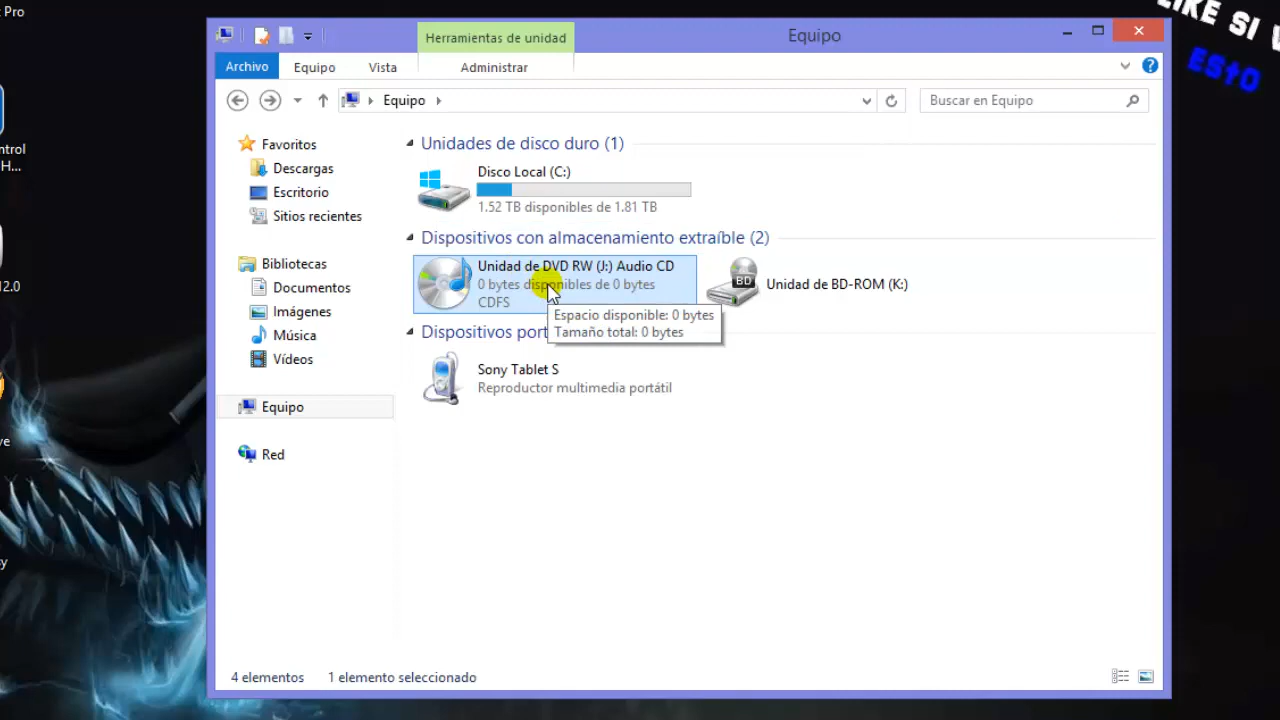 t Pro
LIKE SI V
EStO
Herramientas de unidad
Equipo
Archivo
Equipo
Vista
Administrar
Equipo
Buscar en Equipo
ntrol
H...
2.0
ve
sy
Favoritos
Descargas
Escritorio
Sitios recientes
Bibliotecas
Documentos
Imágenes
Música
Vídeos
Equipo
Red
Unidades de disco duro (1)
Disco Local (C:)
1.52 TB disponibles de 1.81 TB
Dispositivos con almacenamiento extraíble (2)
Unidad de DVD RW (J:) Audio CD
0 bytes disponibles de 0 bytes
CDFS
BD
Unidad de BD-ROM (K:)
Espacio disponible: 0 bytes
Tamaño total: 0 bytes
Dispositivos port
Sony Tablet S
Reproductor multimedia portátil
4 elementos
1 elemento seleccionado